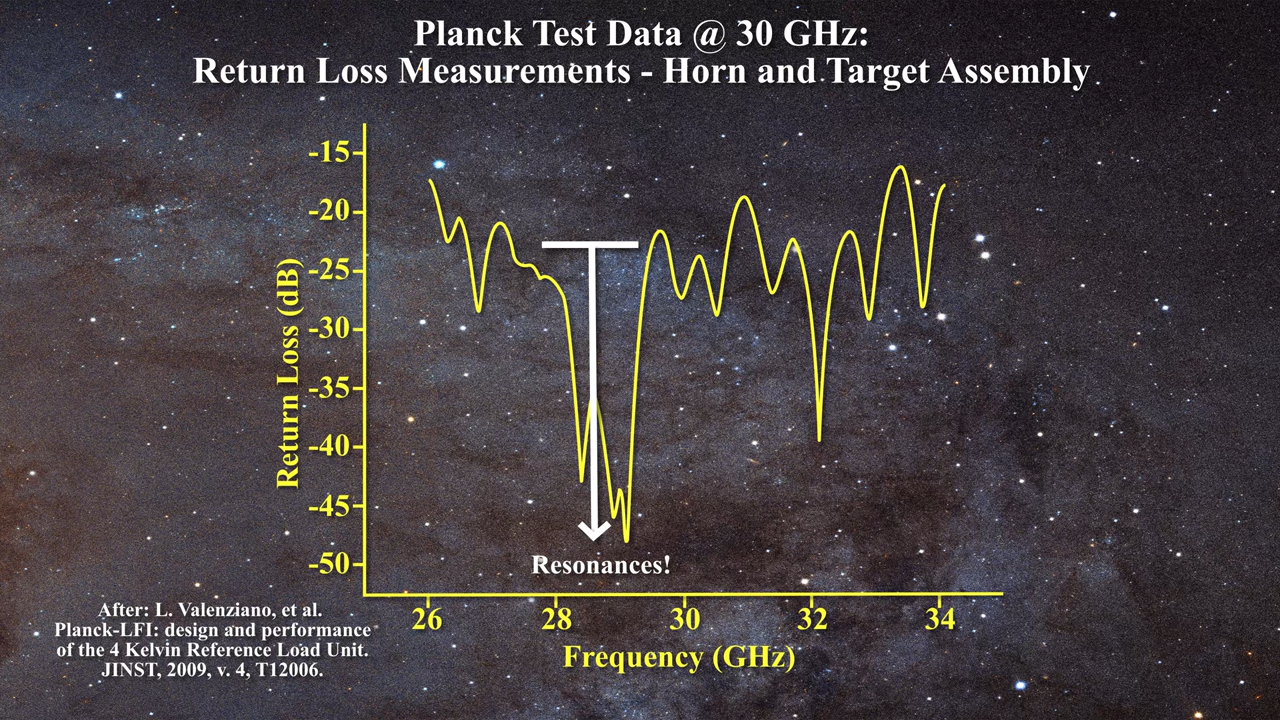 Planck Test Data @ 30 GHz:
Return Loss Measurements - Horn and Target Assembly
-15
-20
-25
-30
-35
-40
-45
-50
Return Loss (dB)
Resonances!
26
28
30
32
34
Frequency (GHz)
After: L. Valenziano, et al.
Planck-LFI: design and performance
of the 4 Kelvin Reference Load Unit.
JINST, 2009, v. 4, T12006.